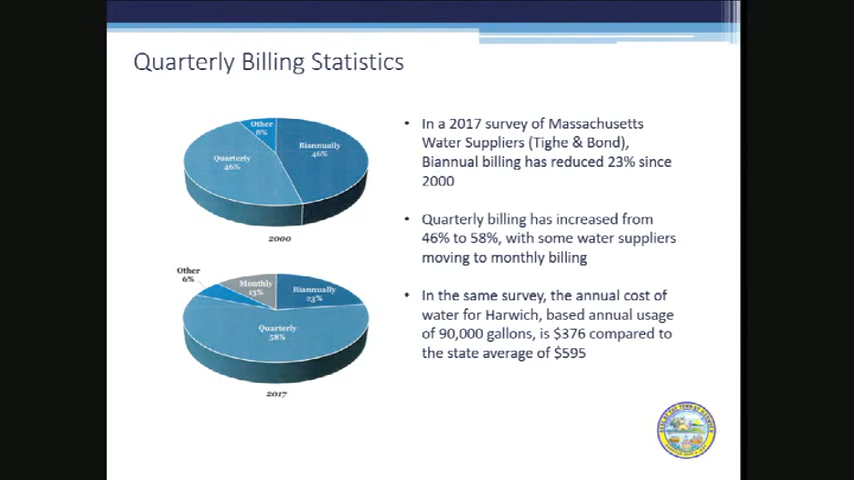 Quarterly Billing Statistics
Other
8%
Biannually
46%
Quarterly
46%
2000
Other
6%
Monthly
13%
Biannually
23%
Quarterly
58%
2017
• In a 2017 survey of Massachusetts
Water Suppliers (Tighe & Bond),
Biannual billing has reduced 23% since
2000
• Quarterly billing has increased from
46% to 58%, with some water suppliers
moving to monthly billing
• In the same survey, the annual cost of
water for Harwich, based annual usage
of 90,000 gallons, is $376 compared to
the state average of $595